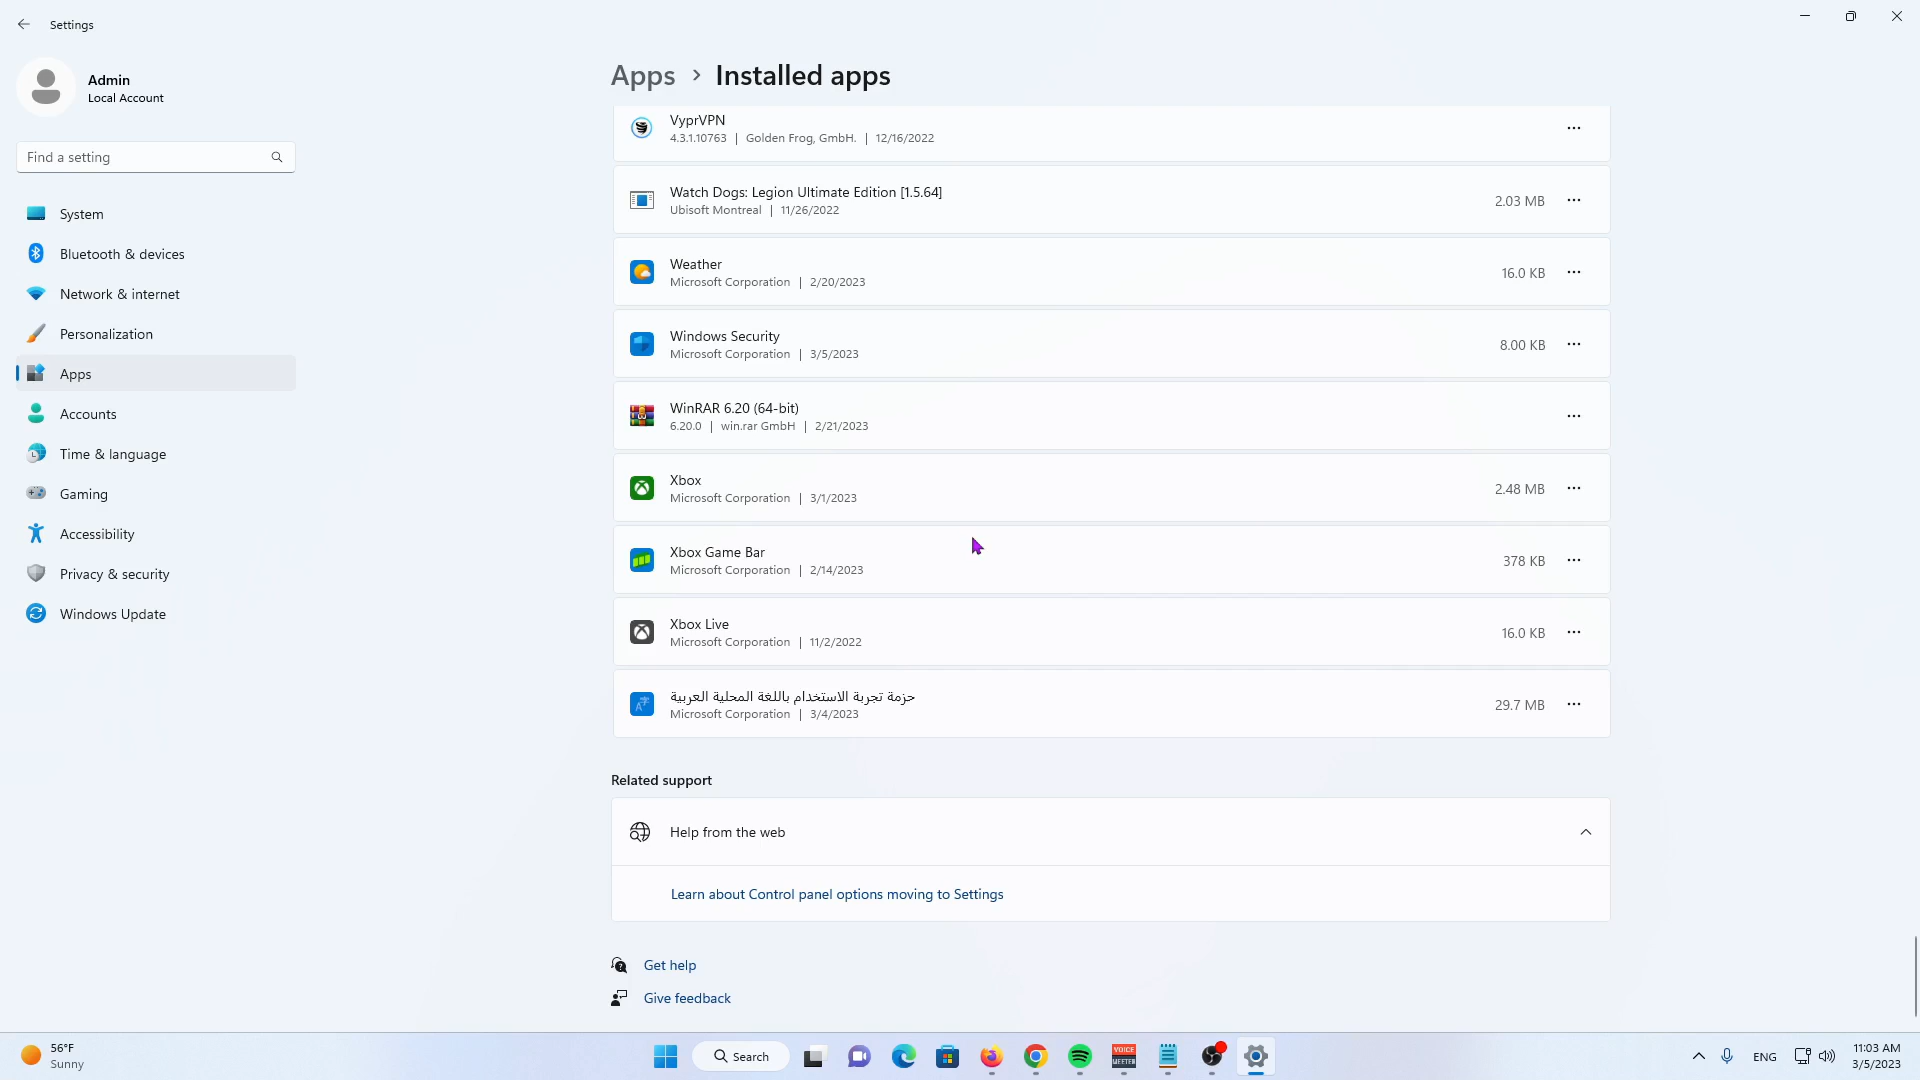 Settings
Admin
Local Account
Find a setting
System
Bluetooth & devices
Network & internet
Personalization
Apps
Accounts
Time & language
Gaming
Accessibility
Privacy & security
Windows Update
Apps > Installed apps
VyprVPN
4.3.1.10763 | Golden Frog, GmbH. | 12/16/2022
Watch Dogs: Legion Ultimate Edition [1.5.64]
Ubisoft Montreal | 11/26/2022
2.03 MB
Weather
Microsoft Corporation | 2/20/2023
16.0 KB
Windows Security
Microsoft Corporation | 3/5/2023
8.00 KB
WinRAR 6.20 (64-bit)
6.20.0 | win.rar GmbH | 2/21/2023
Xbox
Microsoft Corporation | 3/1/2023
2.48 MB
Xbox Game Bar
Microsoft Corporation | 2/14/2023
378 KB
Xbox Live
Microsoft Corporation | 11/2/2022
16.0 KB
حزمة تجربة الاستخدام باللغة المحلية العربية
Microsoft Corporation | 3/4/2023
29.7 MB
Related support
Help from the web
Learn about Control panel options moving to Settings
Get help
Give feedback
56°F
Sunny
Search
VOICE
MEETER
ENG
11:03 AM
3/5/2023